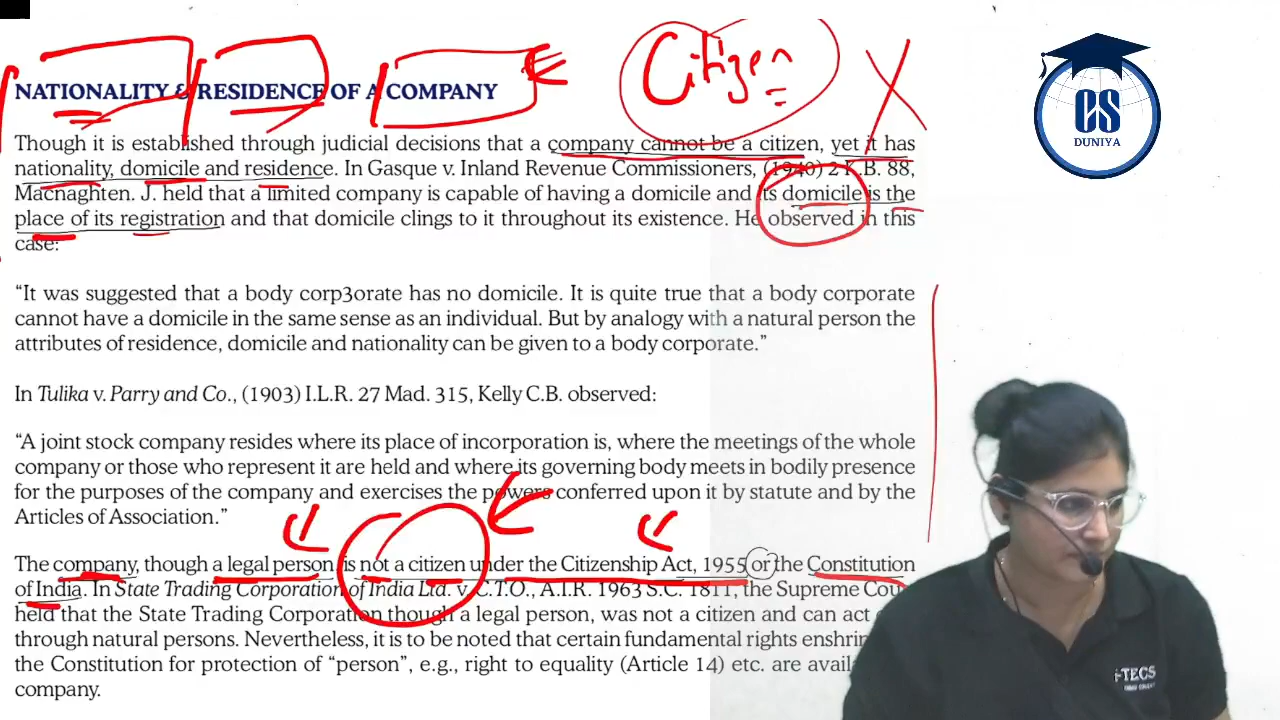 Citizen
CS
DUNIYA
NATIONALITY & RESIDENCE OF A COMPANY
Though it is established through judicial decisions that a company cannot be a citizen, yet it has
nationality, domicile and residence. In Gasque v. Inland Revenue Commissioners, (1940) 2 K.B. 88,
Macnaghten. J. held that a limited company is capable of having a domicile and its domicile is the
place of its registration and that domicile clings to it throughout its existence. He observed in this
case:
“It was suggested that a body corp3orate has no domicile. It is quite true that a body corporate
cannot have a domicile in the same sense as an individual. But by analogy with a natural person the
attributes of residence, domicile and nationality can be given to a body corporate.”
In Tulika v. Parry and Co., (1903) I.L.R. 27 Mad. 315, Kelly C.B. observed:
“A joint stock company resides where its place of incorporation is, where the meetings of the whole
company or those who represent it are held and where its governing body meets in bodily presence
for the purposes of the company and exercises the powers conferred upon it by statute and by the
Articles of Association.”
The company, though a legal person, is not a citizen under the Citizenship Act, 1955 or the Constitution
of India. In State Trading Corporation of India Ltd. v. C.T.O., A.I.R. 1963 S.C. 1811, the Supreme
held that the State Trading Corporation though a legal person, was not a citizen and can act
through natural persons. Nevertheless, it is to be noted that certain fundamental rights
the Constitution for protection of “person”, e.g., right to equality (Article 14) etc. are
company.
i-TECS